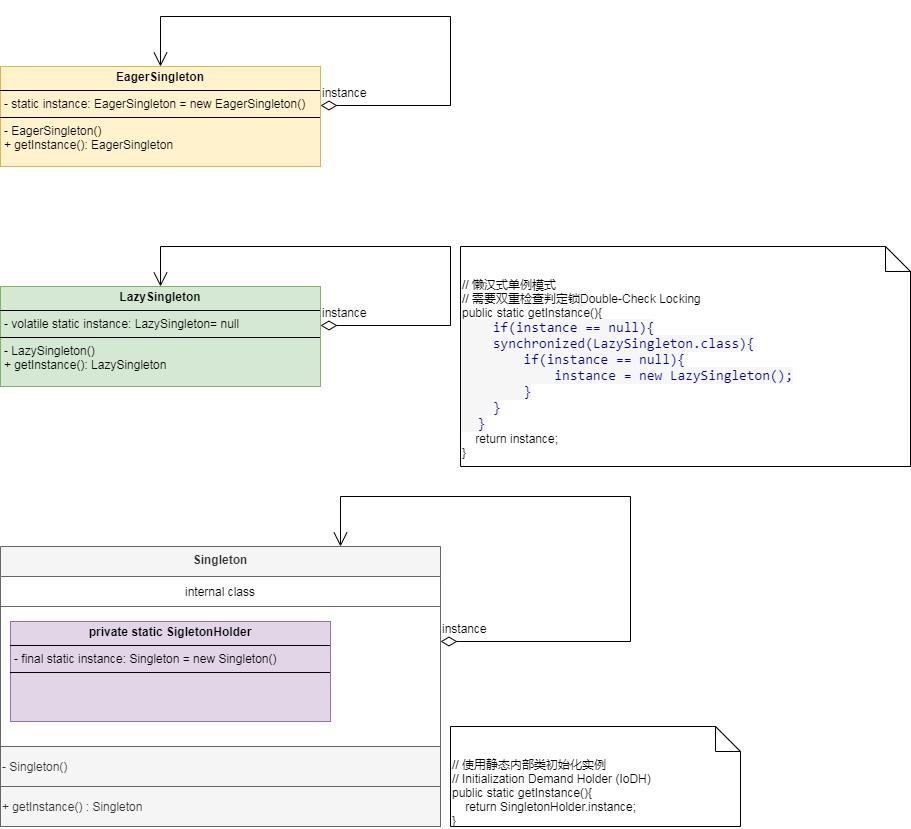 EagerSingleton
- static instance: EagerSingleton = new EagerSingleton()
instance
- EagerSingleton()
+ getInstance(): EagerSingleton
LazySingleton
- volatile static instance: LazySingleton= null
instance
- LazySingleton()
+ getInstance(): LazySingleton
// 懒汉式单例模式
// 需要双重检查判定锁Double-Check Locking
public static getInstance(){
if(instance == null){
synchronized(LazySingleton.class){
if(instance == null){
instance = new LazySingleton();
}
}
}
return instance;
}
Singleton
internal class
private static SigletonHolder
- final static instance: Singleton = new Singleton()
instance
- Singleton()
+ getInstance() : Singleton
// 使用静态内部类初始化实例
// Initialization Demand Holder (IoDH)
public static getInstance(){
return SingletonHolder.instance;
}